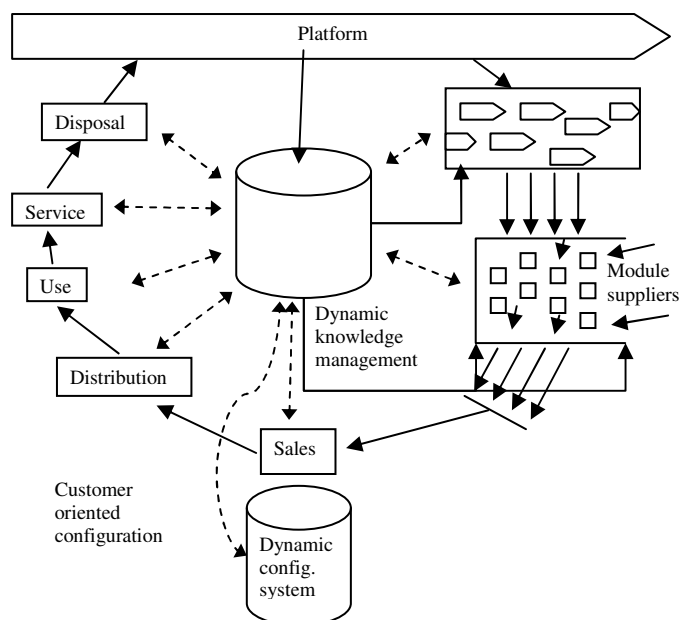 Platform
Disposal
Service
Use
Module
suppliers
Dynamic
knowledge
management
Distribution
Sales
Customer
oriented
configuration
Dynamic
config.
system